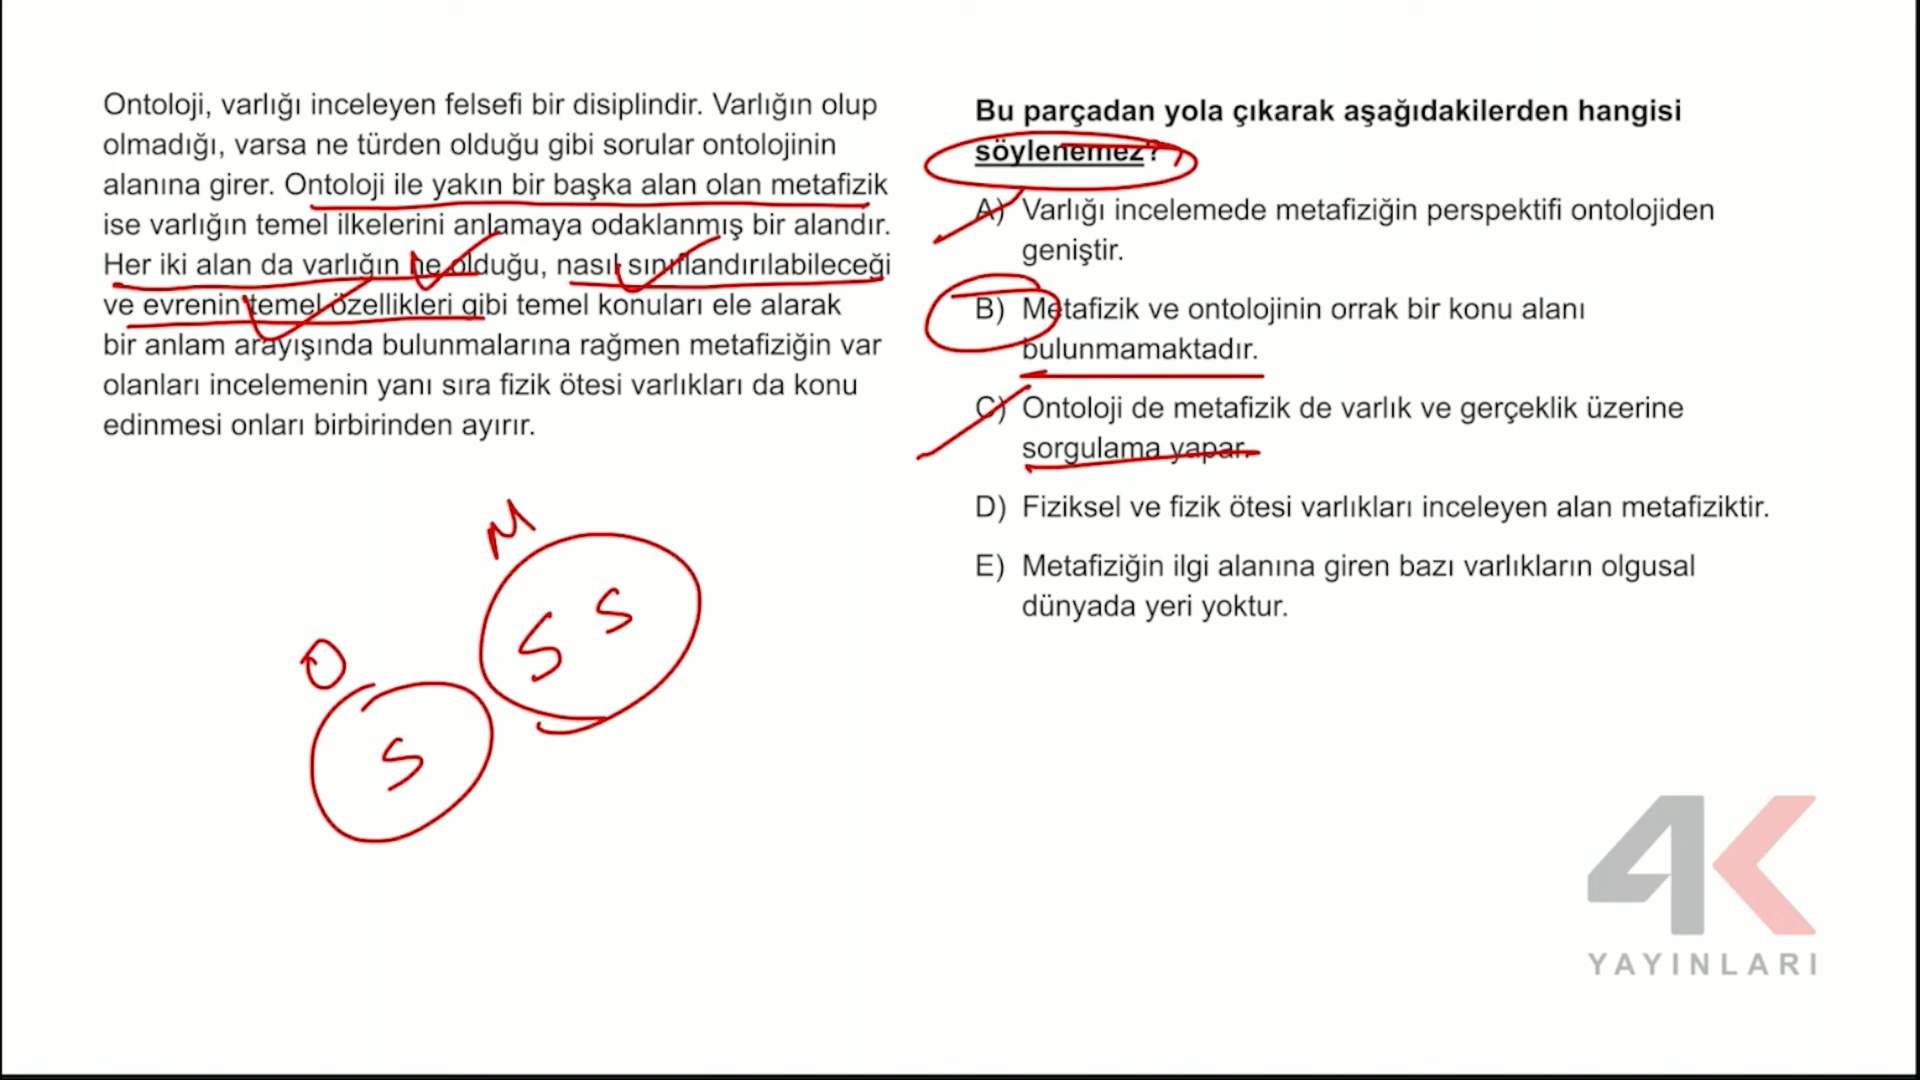 Ontoloji, varlığı inceleyen felsefi bir disiplindir. Varlığın olup
olmadığı, varsa ne türden olduğu gibi sorular ontolojinin
alanına girer. Ontoloji ile yakın bir başka alan olan metafizik
ise varlığın temel ilkelerini anlamaya odaklanmış bir alandır.
Her iki alan da varlığın ne olduğu, nasıl sınıflandırılabileceği
ve evrenin temel özellikleri gibi temel konuları ele alarak
bir anlam arayışında bulunmalarına rağmen metafiziğin var
olanları incelemenin yanı sıra fizik ötesi varlıkları da konu
edinmesi onları birbirinden ayırır.
Bu parçadan yola çıkarak aşağıdakilerden hangisi
söylenemez?
A) Varlığı incelemede metafiziğin perspektifi ontolojiden
geniştir.
B) Metafizik ve ontolojinin orrak bir konu alanı
bulunmamaktadır.
C) Ontoloji de metafizik de varlık ve gerçeklik üzerine
sorgulama yapar.
D) Fiziksel ve fizik ötesi varlıkları inceleyen alan metafiziktir.
E) Metafiziğin ilgi alanına giren bazı varlıkların olgusal
dünyada yeri yoktur.
M
S S
O
S
4K
YAYINLARI